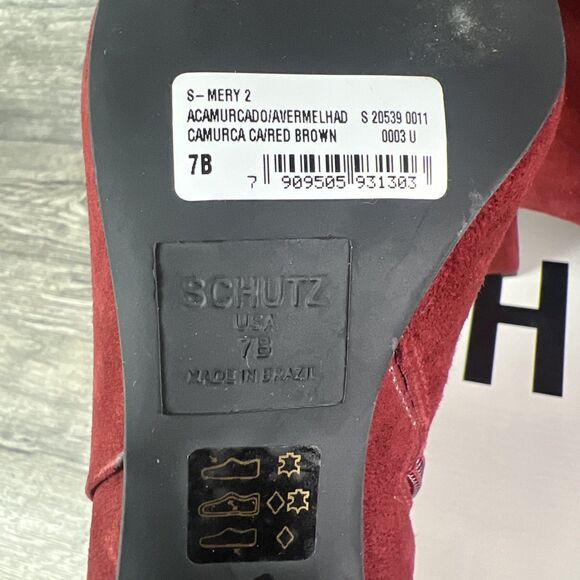 S- MERY 2
ACAMURCADO/AVERMELHAD S 20539 0011
CAMURCA CA/RED BROWN 0003 U
7B
7 909505 931303
SCHUTZ
USA
7B
MADE IN BRAZIL
H